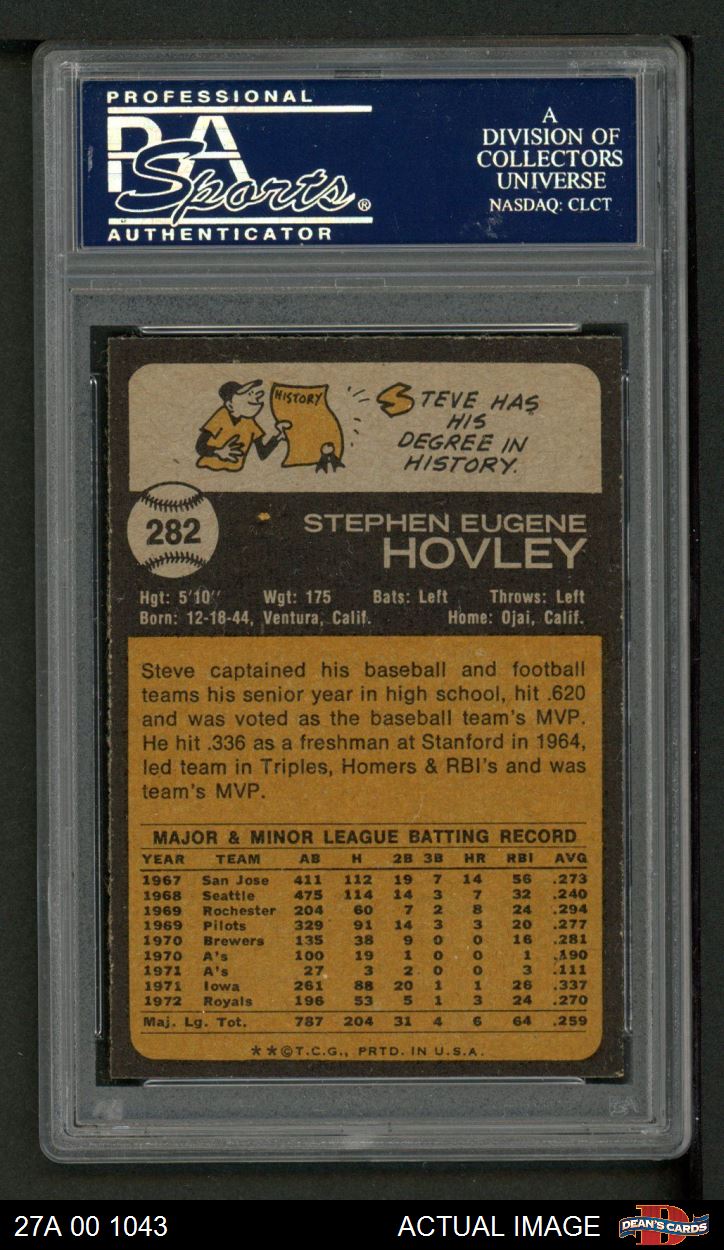 PROFESSIONAL
PSA
Sports®
AUTHENTICATOR
A
DIVISION OF
COLLECTORS
UNIVERSE
NASDAQ: CLCT
HISTORY
STEVE HAS
HIS
DEGREE IN
HISTORY.
282
STEPHEN EUGENE
HOVLEY
Hgt: 5'10" Wgt: 175 Bats: Left Throws: Left
Born: 12-18-44, Ventura, Calif. Home: Ojai, Calif.
Steve captained his baseball and football
teams his senior year in high school, hit .620
and was voted as the baseball team's MVP.
He hit .336 as a freshman at Stanford in 1964,
led team in Triples, Homers & RBI's and was
team's MVP.
MAJOR & MINOR LEAGUE BATTING RECORD
YEAR TEAM AB H 2B 3B HR RBI AVG
1967 San Jose 411 112 19 7 14 56 .273
1968 Seattle 475 114 14 3 7 32 .240
1969 Rochester 204 60 7 2 8 24 .294
1969 Pilots 329 91 14 3 3 20 .277
1970 Brewers 135 38 9 0 0 16 .281
1970 A's 100 19 1 0 0 1 .190
1971 A's 27 3 2 0 0 3 .111
1971 Iowa 261 88 20 1 1 26 .337
1972 Royals 196 53 5 1 3 24 .270
Maj. Lg. Tot. 787 204 31 4 6 64 .259
**©T.C.G., PRTD. IN U.S.A.
PSA
27A 00 1043
ACTUAL IMAGE
D
DEAN'S CARDS